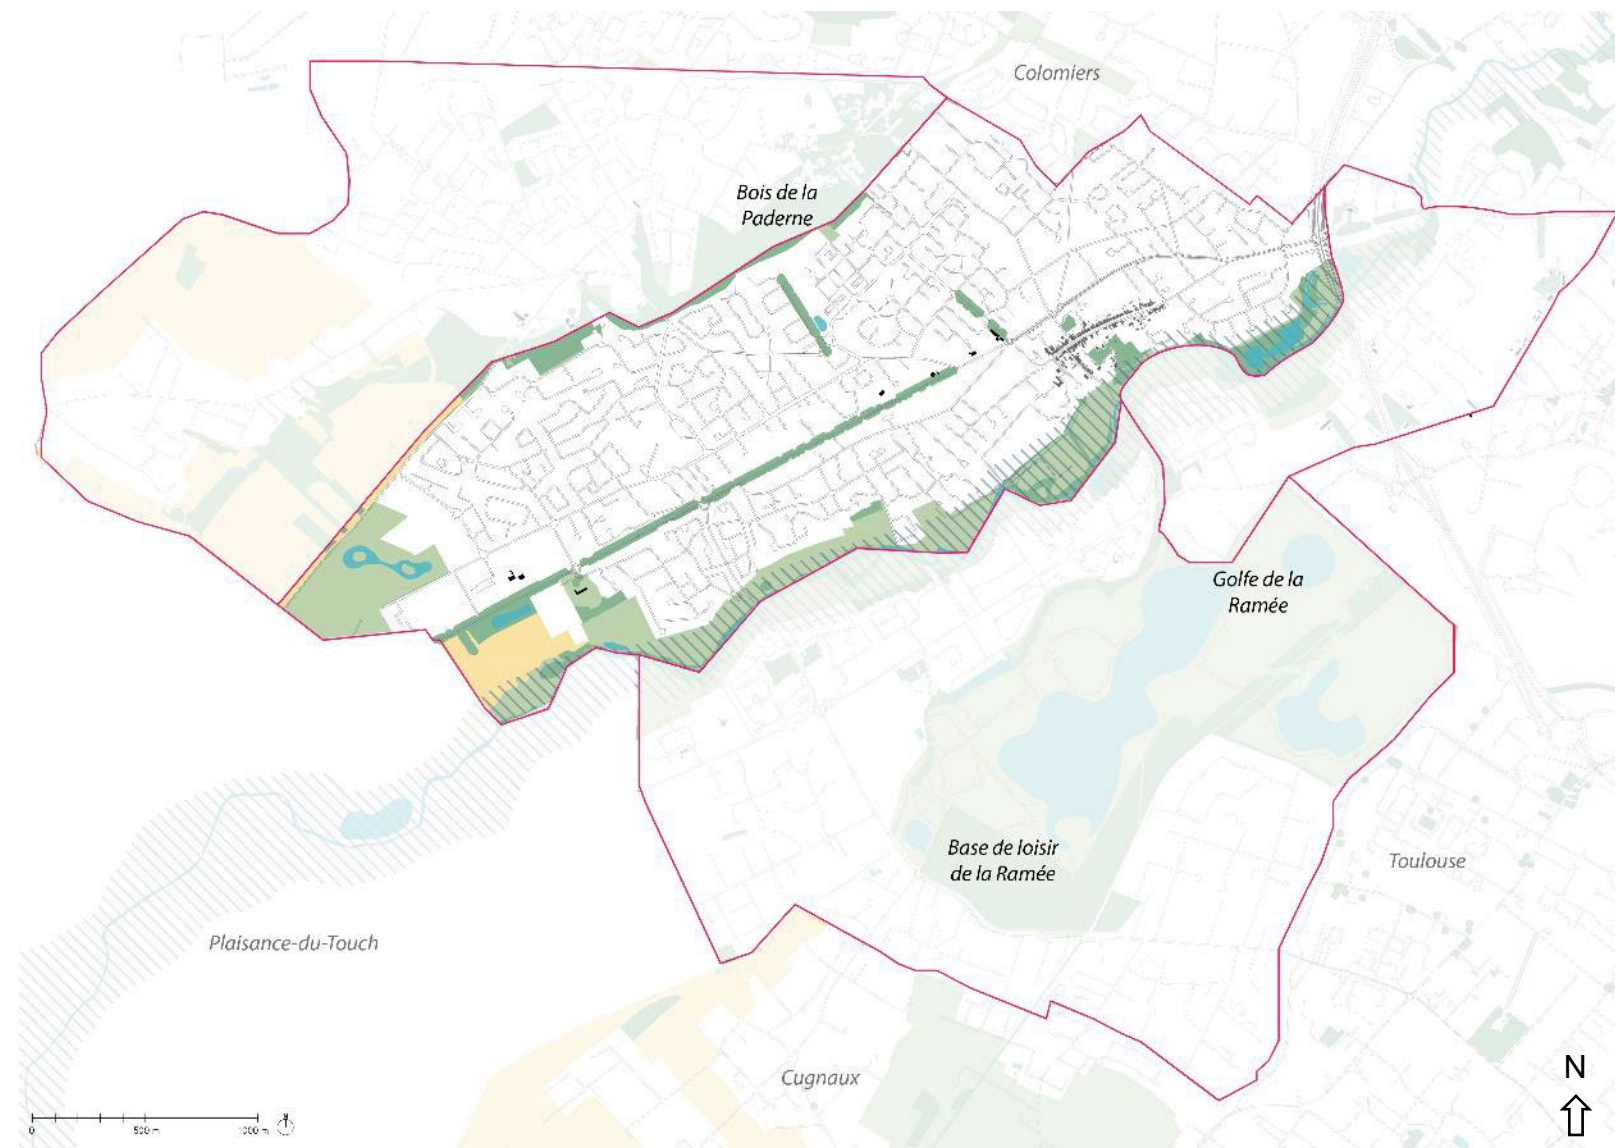 Colomiers
Bois de la
Paderne
Golfe de la
Ramée
Base de loisir
de la Ramée
Toulouse
Plaisance-du-Touch
Cugnaux
N
0 500 m 1000 m N